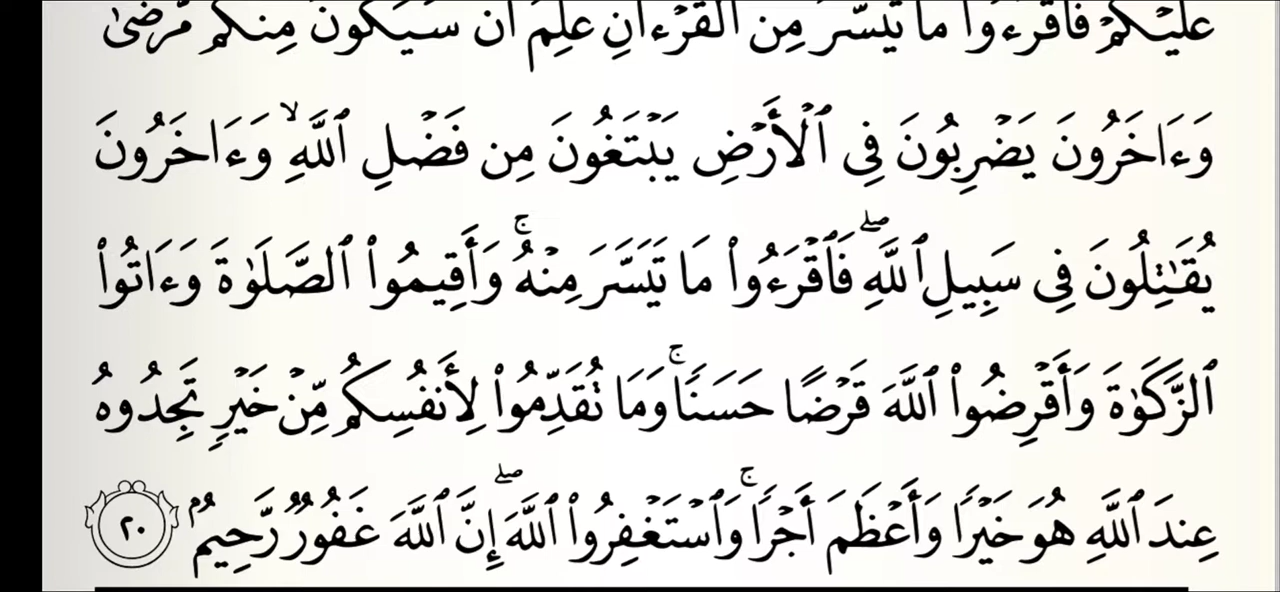 عَلَيۡكُمۡ فَٱقۡرَءُواْ مَا تَيَسَّرَ مِنَ ٱلۡقُرۡءَانِ عَلِمَ أَن سَيَكُونُ مِنكُم مَّرۡضَىٰ
وَءَاخَرُونَ يَضۡرِبُونَ فِي ٱلۡأَرۡضِ يَبۡتَغُونَ مِن فَضۡلِ ٱللَّهِۙ وَءَاخَرُونَ
يُقَٰتِلُونَ فِي سَبِيلِ ٱللَّهِۖ فَٱقۡرَءُواْ مَا تَيَسَّرَ مِنۡهُۚ وَأَقِيمُواْ ٱلصَّلَوٰةَ وَءَاتُواْ
ٱلزَّكَوٰةَ وَأَقۡرِضُواْ ٱللَّهَ قَرۡضًا حَسَنٗاۚ وَمَا تُقَدِّمُواْ لِأَنفُسِكُم مِّنۡ خَيۡرٖ تَجِدُوهُ
عِندَ ٱللَّهِ هُوَ خَيۡرٗا وَأَعۡظَمَ أَجۡرٗاۚ وَٱسۡتَغۡفِرُواْ ٱللَّهَۖ إِنَّ ٱللَّهَ غَفُورٞ رَّحِيمُۢ ٢٠